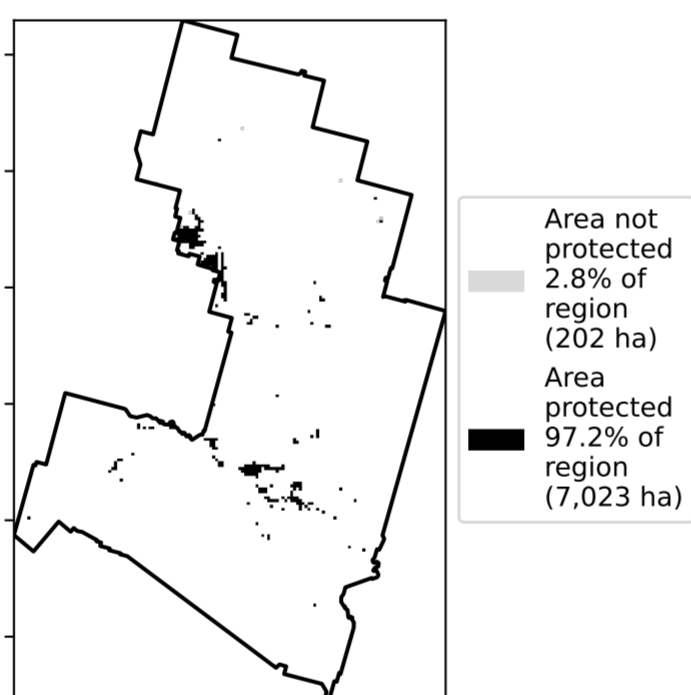 Area not
protected
2.8% of
region
(202 ha)
Area
protected
97.2% of
region
(7,023 ha)